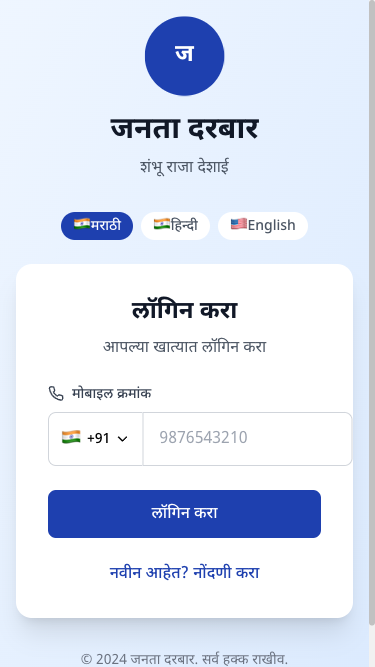 ज
जनता दरबार
शंभू राजा देशाई
मराठी हिन्दी English
लॉगिन करा
आपल्या खात्यात लॉगिन करा
मोबाइल क्रमांक
+91 9876543210
लॉगिन करा
नवीन आहेत? नोंदणी करा
© 2024 जनता दरबार. सर्व हक्क राखीव.